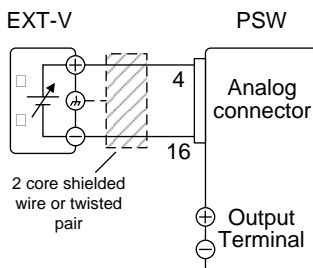 EXT-V
PSW
4
Analog
connector
16
2 core shielded
wire or twisted
pair
Output
Terminal